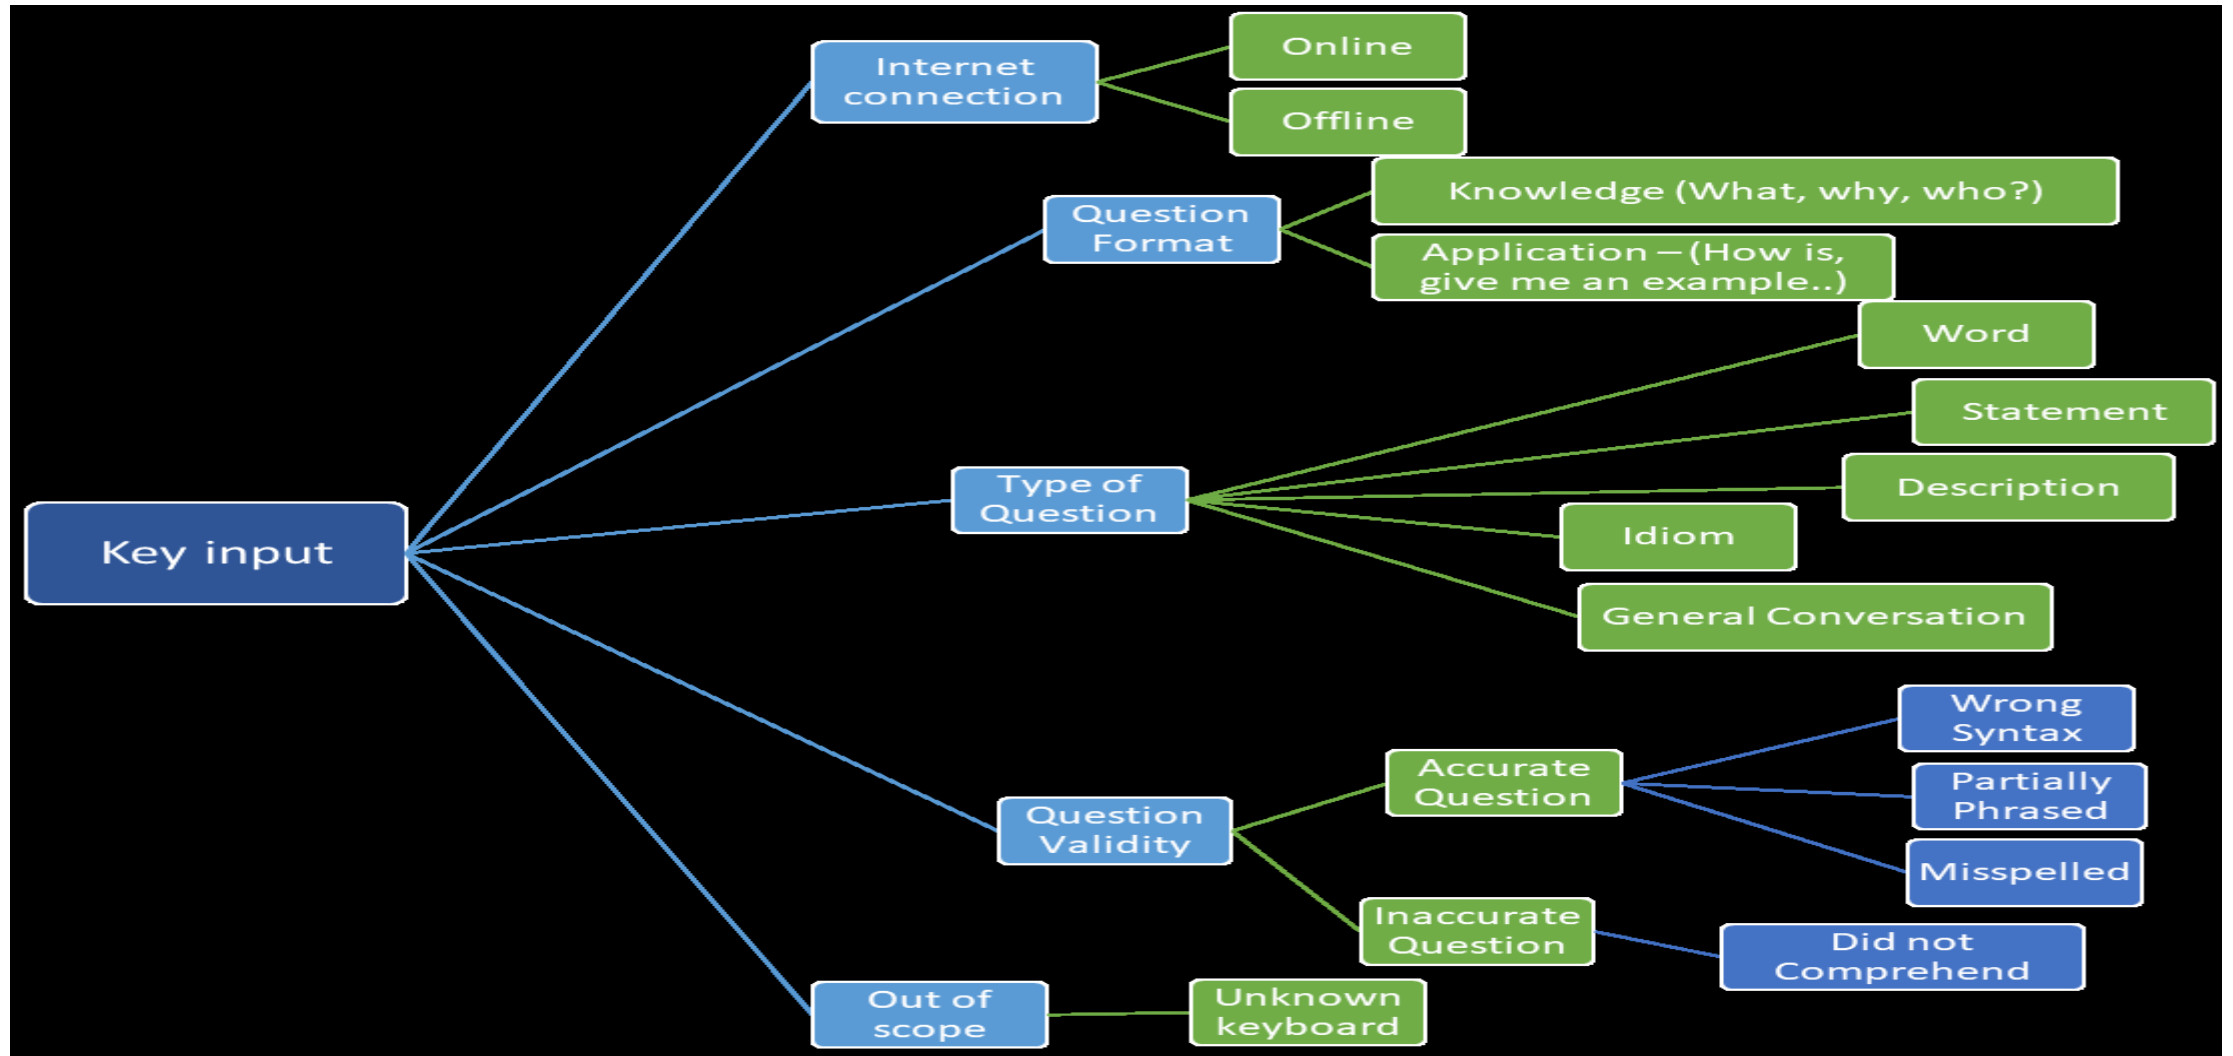 Online
Internet
connection
Offline
Knowledge (What, why, who?)
Question
Format
Application – (How is,
give me an example..)
Word
Statement
Type of
Question
Description
Idiom
Key input
General Conversation
Wrong
Syntax
Accurate
Question
Partially
Phrased
Question
Validity
Misspelled
Inaccurate
Question
Did not
Comprehend
Out of
scope
Unknown
keyboard